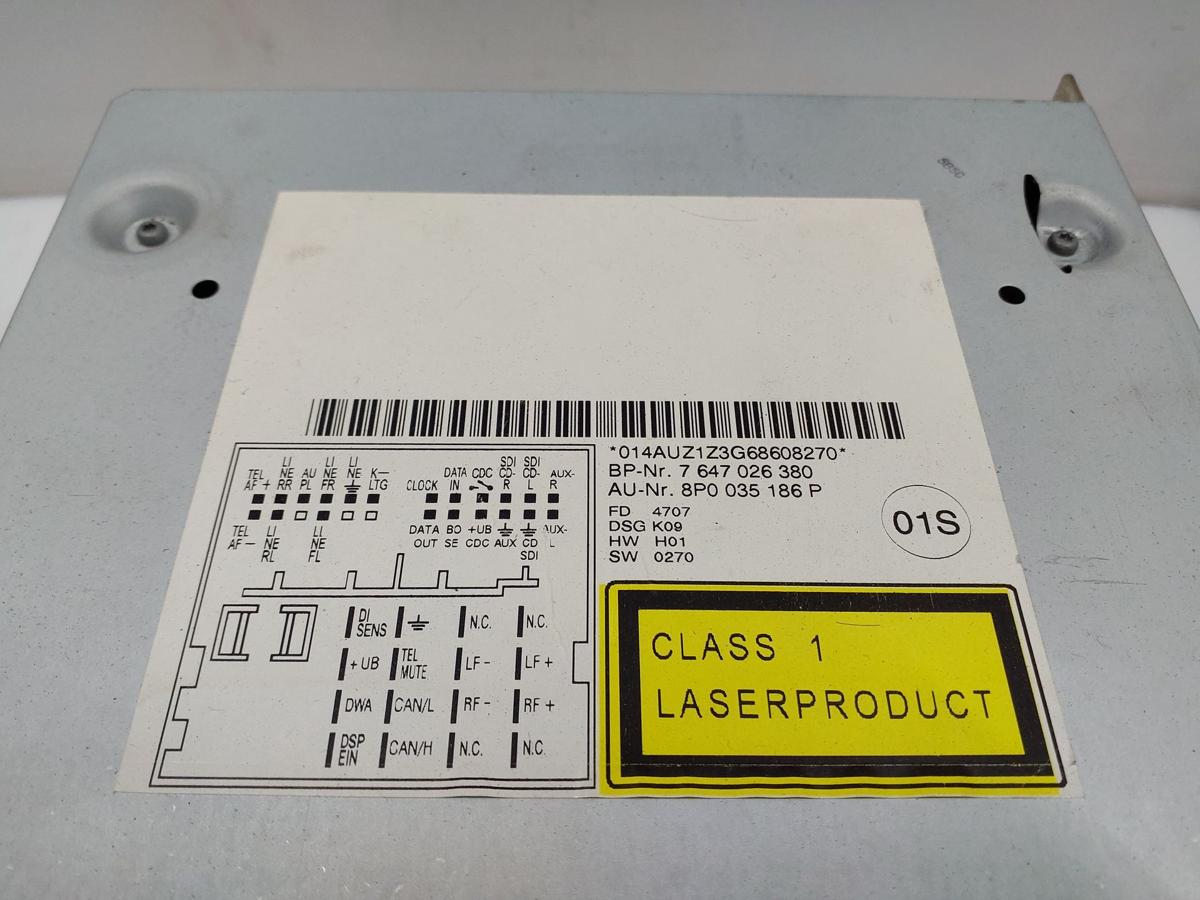 5B5C
*014AUZ1Z3G68608270*
BP-Nr. 7 647 026 380
AU-Nr. 8P0 035 186 P
FD 4707
DSG K09
HW H01
SW 0270
01S
TEL AF + LI NE RR AU PL LI NE FR LI NE K- LTG
TEL AF - LI NE RL LI NE FL
CLOCK DATA IN CDC SDI CD- R SDI CD- L AUX- R
DATA OUT BO SE +UB CDC AUX CD SDI AUX- L
DI SENS N.C. N.C.
+UB TEL MUTE LF - LF +
DWA CAN/L RF - RF +
DSP EIN CAN/H N.C. N.C.
CLASS 1
LASERPRODUCT